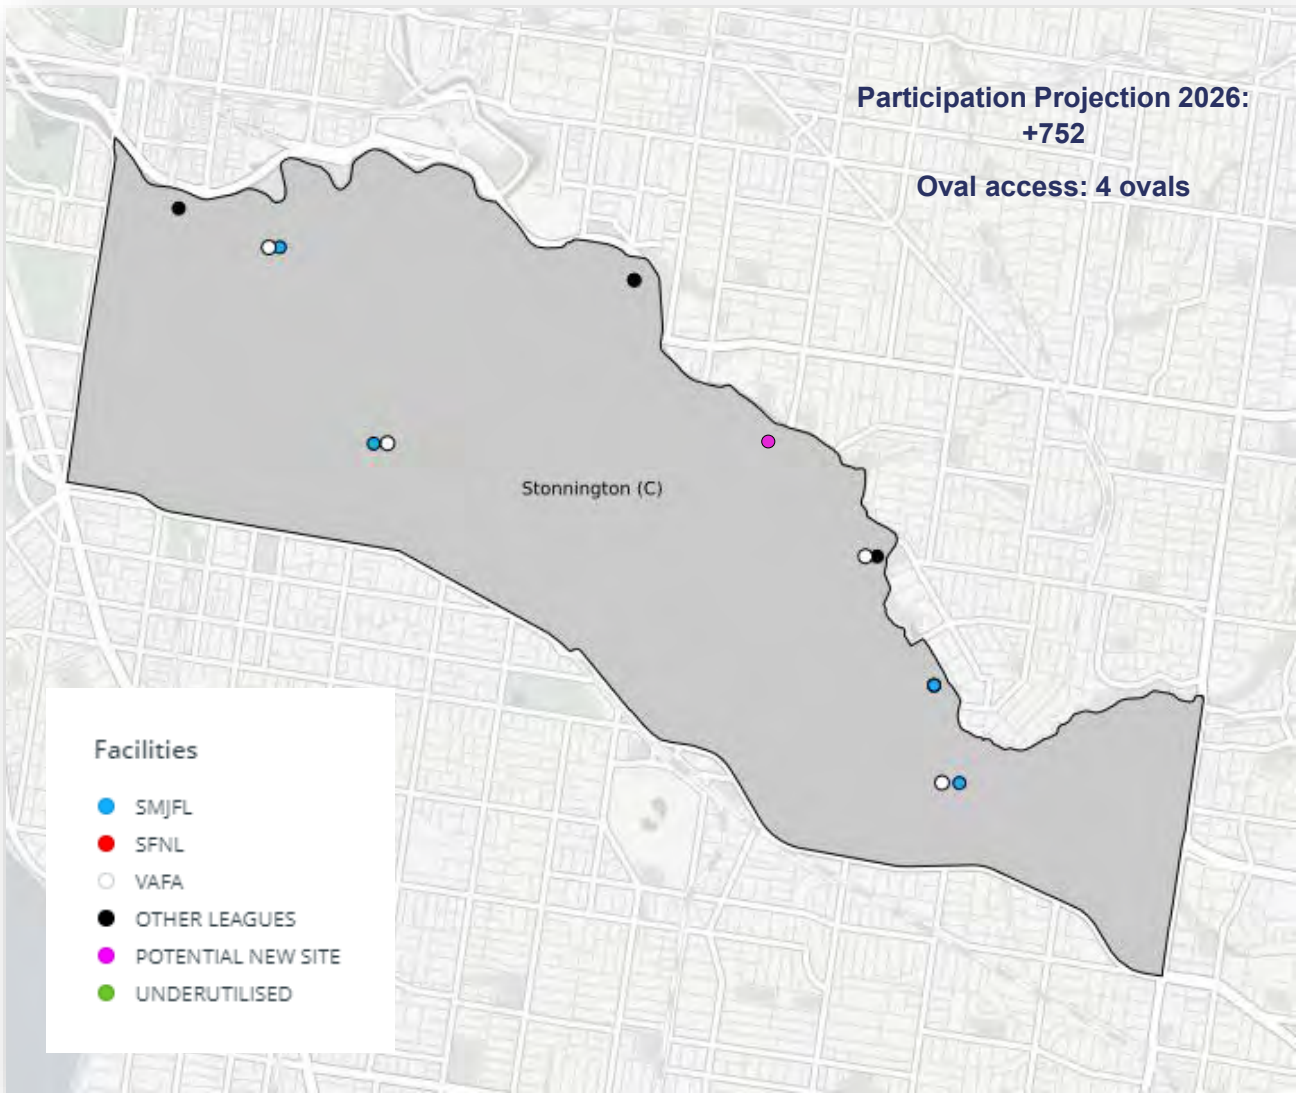 Participation Projection 2026:
+752
Oval access: 4 ovals
Stonnington (C)
Facilities
SMJFL
SFNL
VAFA
OTHER LEAGUES
POTENTIAL NEW SITE
UNDERUTILISED